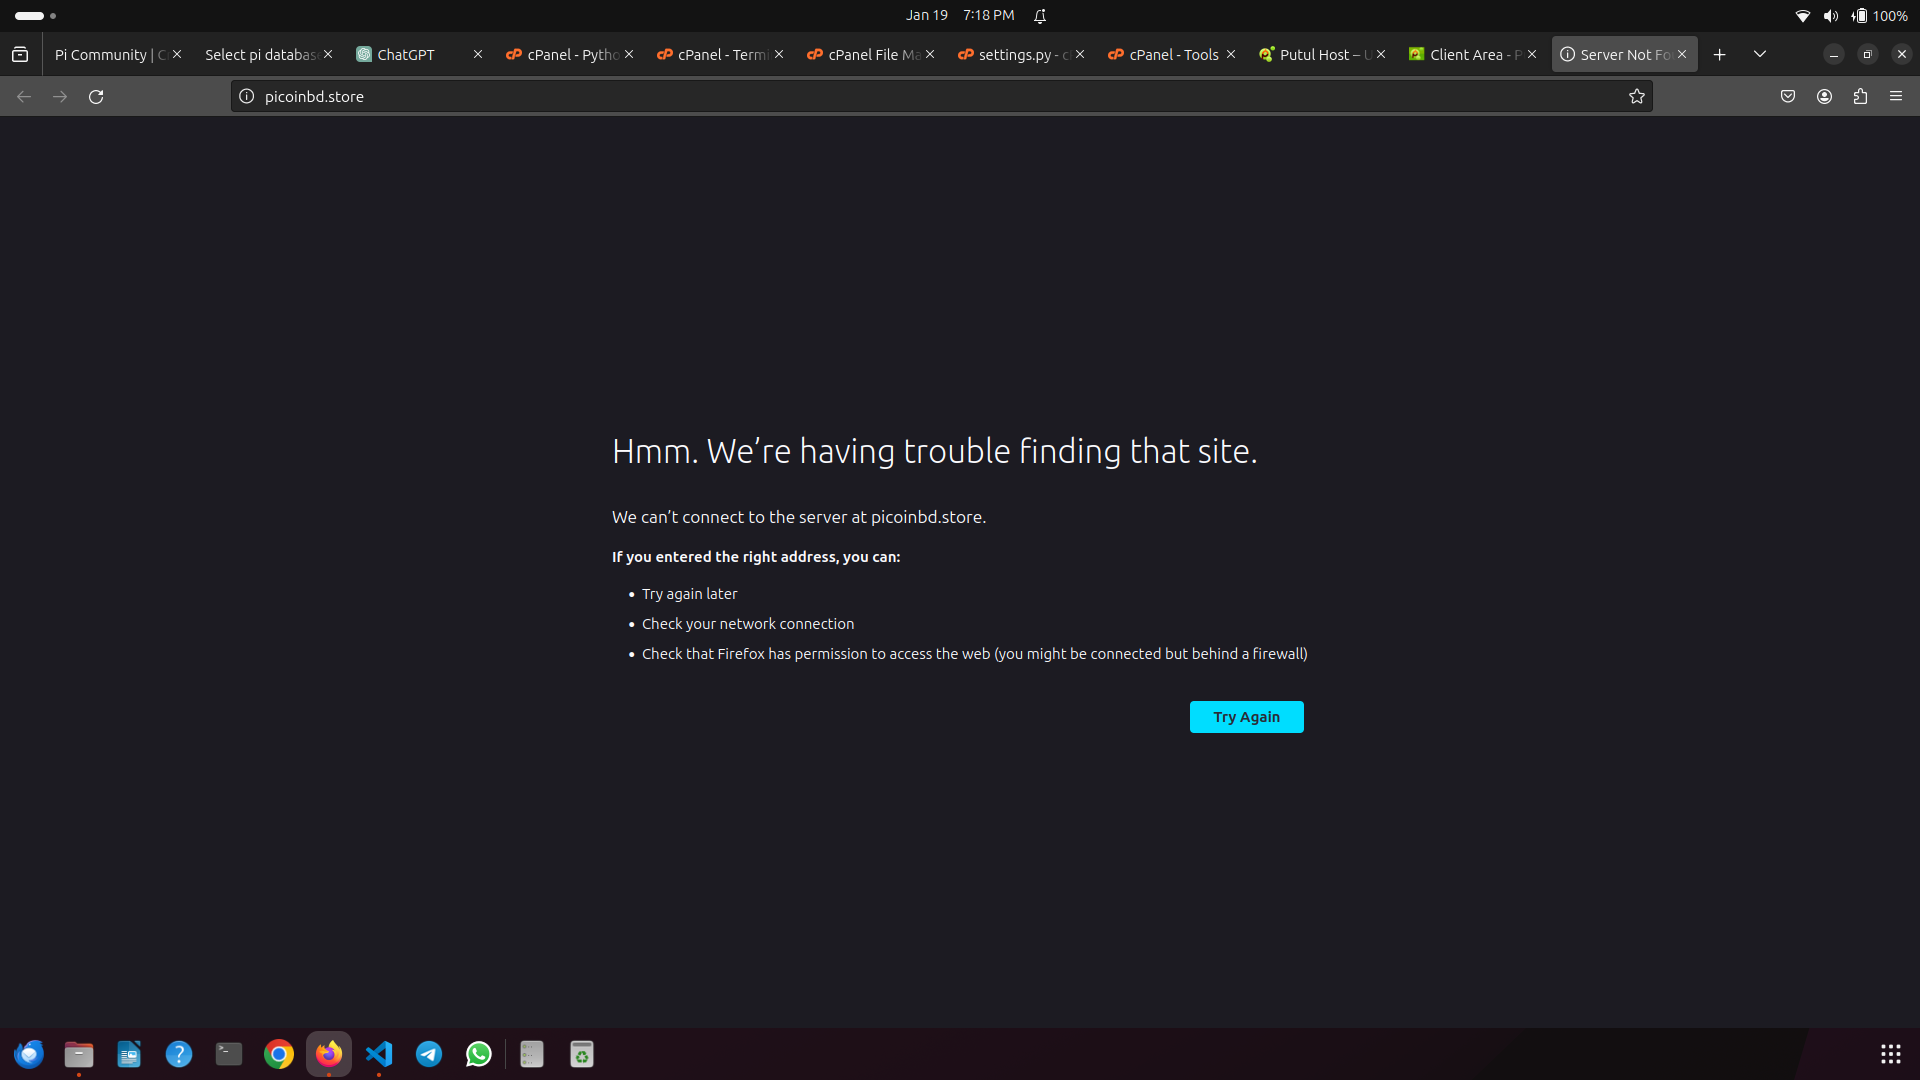 Jan 19 7:18 PM
100%
Pi Community | C
Select pi database
ChatGPT
cPanel - Pytho
cPanel - Termi
cPanel File Ma
settings.py - c
cPanel - Tools
Putul Host – U
Client Area - P
Server Not Fo
picoinbd.store
Hmm. We’re having trouble finding that site.
We can’t connect to the server at picoinbd.store.
If you entered the right address, you can:
• Try again later
• Check your network connection
• Check that Firefox has permission to access the web (you might be connected but behind a firewall)
Try Again